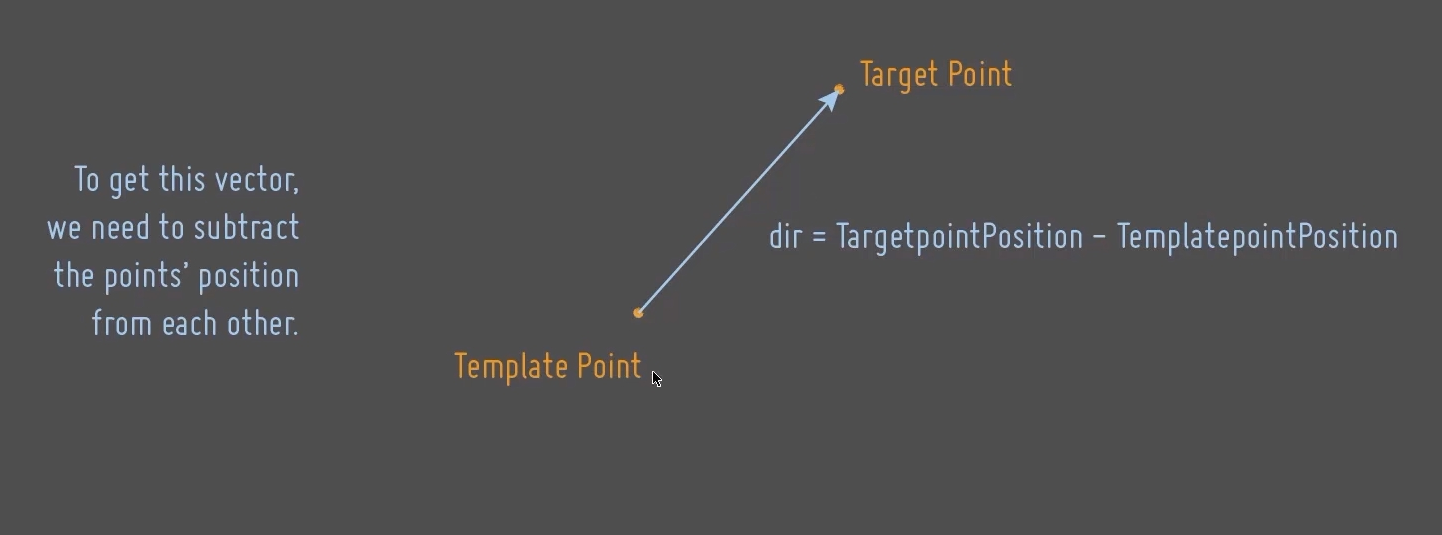 Target Point
To get this vector,
we need to subtract
the points' position
from each other.
dir = TargetpointPosition - TemplatepointPosition
Template Point